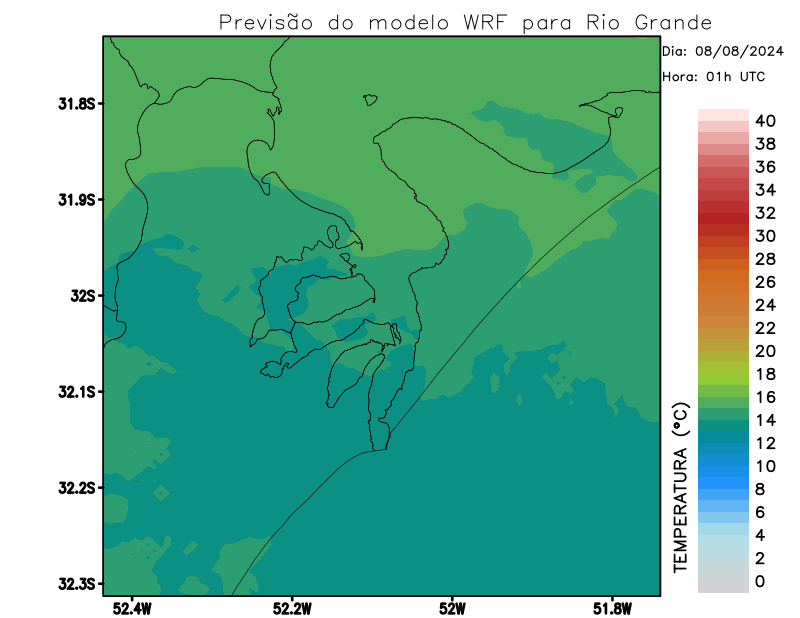 Previsão do modelo WRF para Rio Grande
Dia: 08/08/2024
Hora: 01h UTC
31.8S
31.9S
32S
32.1S
32.2S
32.3S
52.4W
52.2W
52W
51.8W
40
38
36
34
32
30
28
26
24
22
20
18
16
14
12
10
8
6
4
2
0
TEMPERATURA (°C)